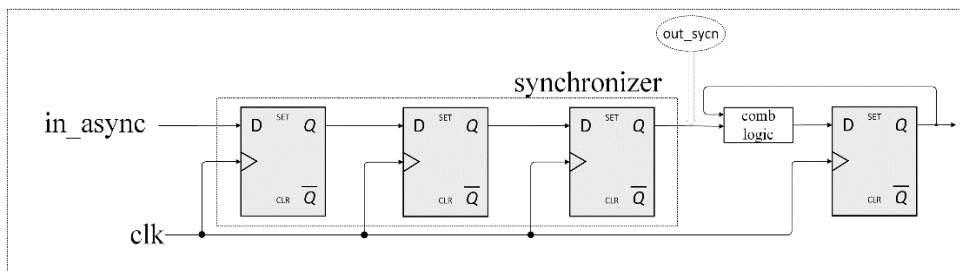 out_sycn
synchronizer
in_async
D SET Q
CLR Q
D SET Q
CLR Q
D SET Q
CLR Q
comb
logic
D SET Q
CLR Q
clk